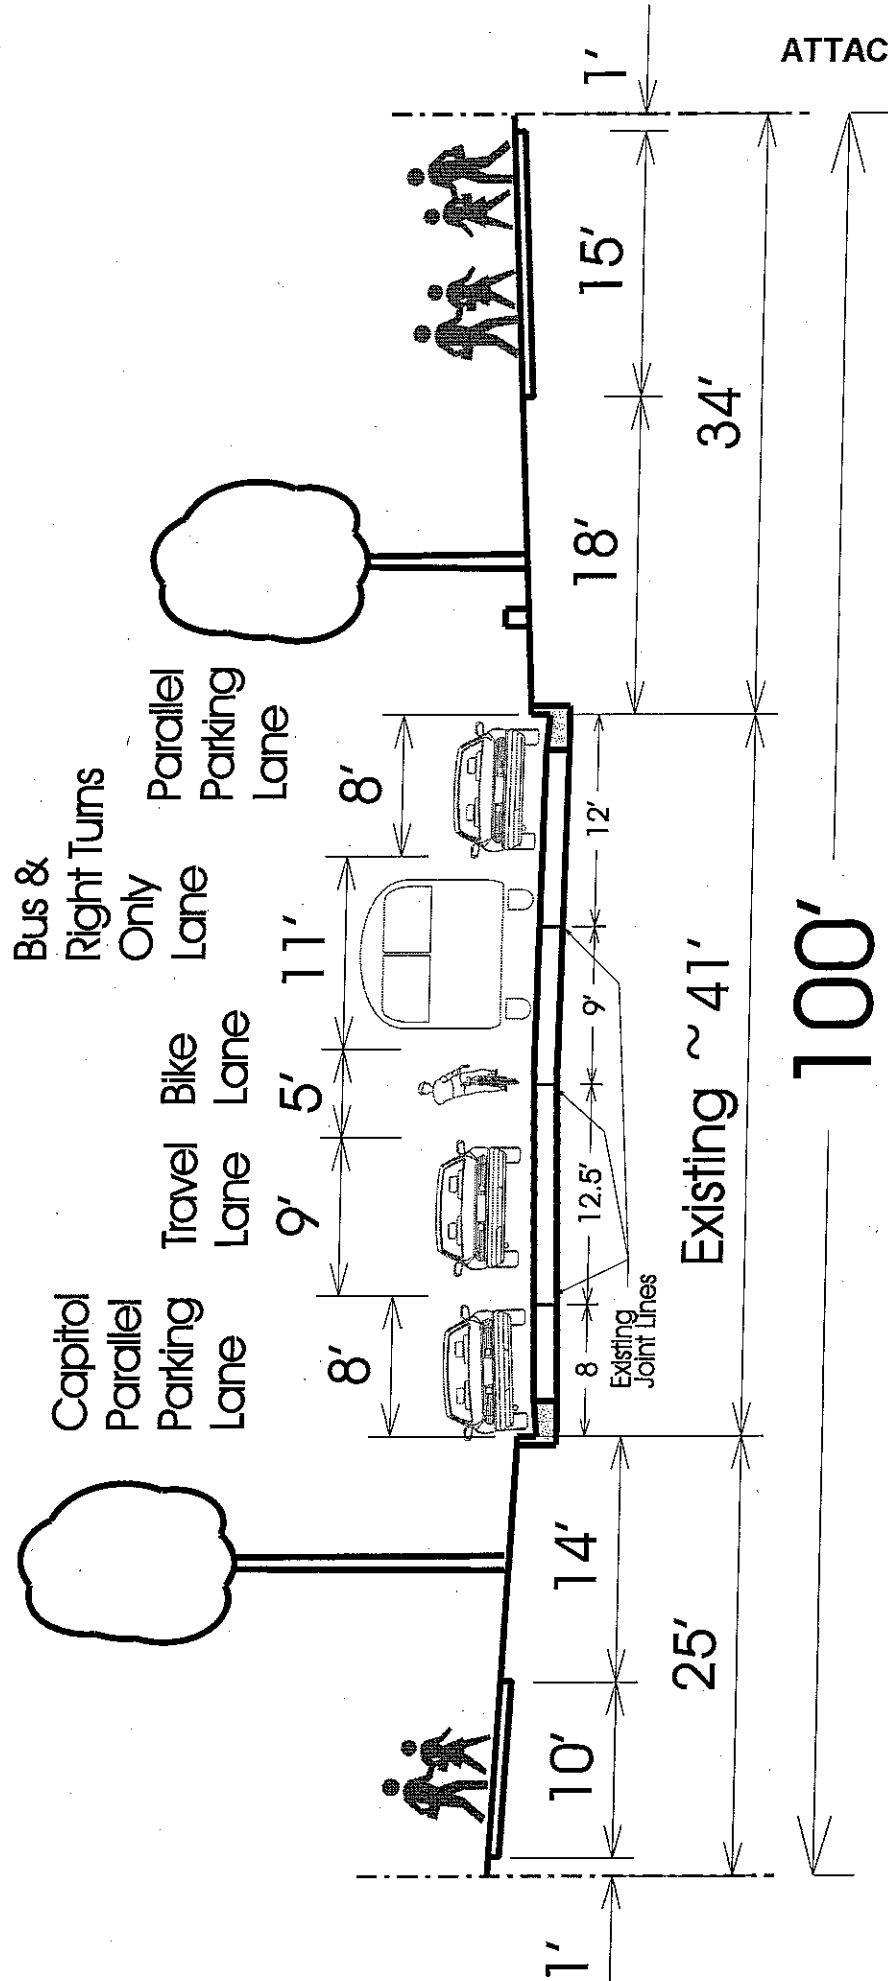 ATTAC
Capitol
Parallel
Parking
Lane
8'
Travel
Lane
9'
Bike
Lane
5'
Bus &
Right Turns
Only
Lane
11'
Parallel
Parking
Lane
8'
1'
10'
14'
25'
8
12.5'
9'
12'
Existing
Joint Lines
Existing ~ 41'
18'
15'
1'
34'
100'